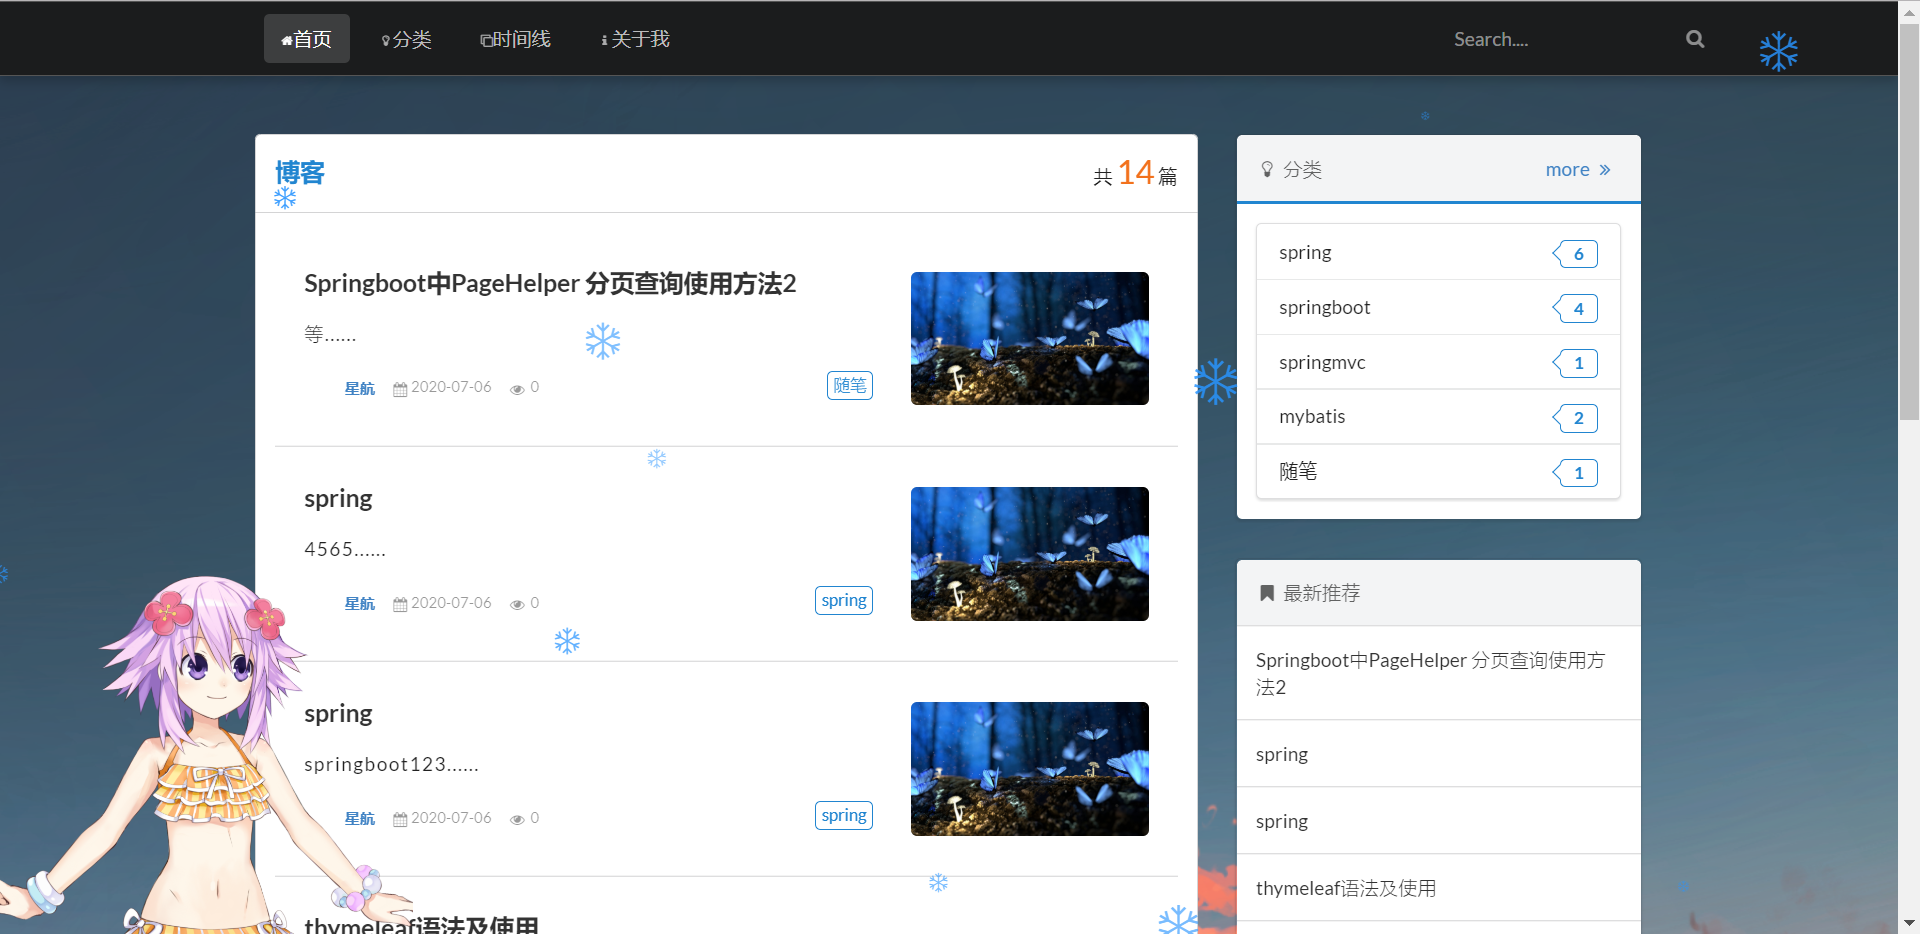 首页
分类
时间线
关于我
Search....
博客
共 14 篇
Springboot中PageHelper 分页查询使用方法2
等......
星航 2020-07-06 0
随笔
spring
4565......
星航 2020-07-06 0
spring
spring
springboot123......
星航 2020-07-06 0
spring
thymeleaf语法及使用
分类
more »
spring 6
springboot 4
springmvc 1
mybatis 2
随笔 1
最新推荐
Springboot中PageHelper 分页查询使用方
法2
spring
spring
thymeleaf语法及使用